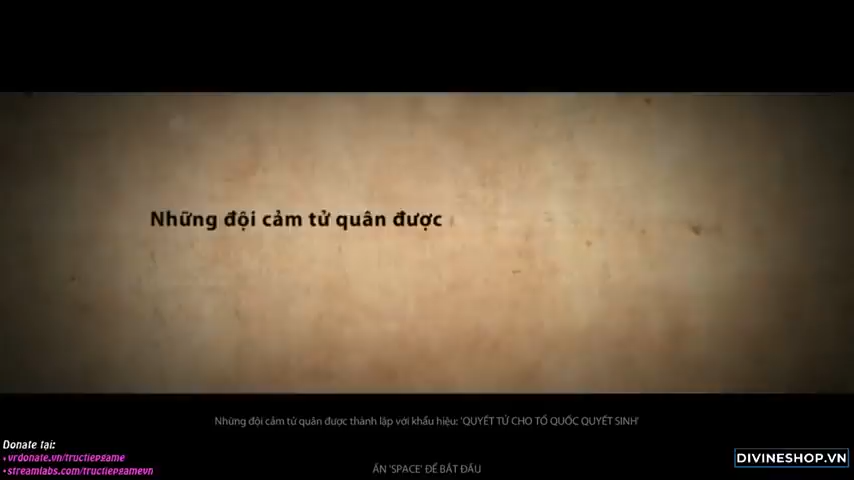 Những đội cảm tử quân được
Những đội cảm tử quân được thành lập với khẩu hiệu: 'QUYẾT TỬ CHO TỔ QUỐC QUYẾT SINH'
Donate tại:
• vrdonate.vn/tructiepgame
• streamlabs.com/tructiepgamevn
ẤN 'SPACE' ĐỂ BẮT ĐẦU
DIVINESHOP.VN